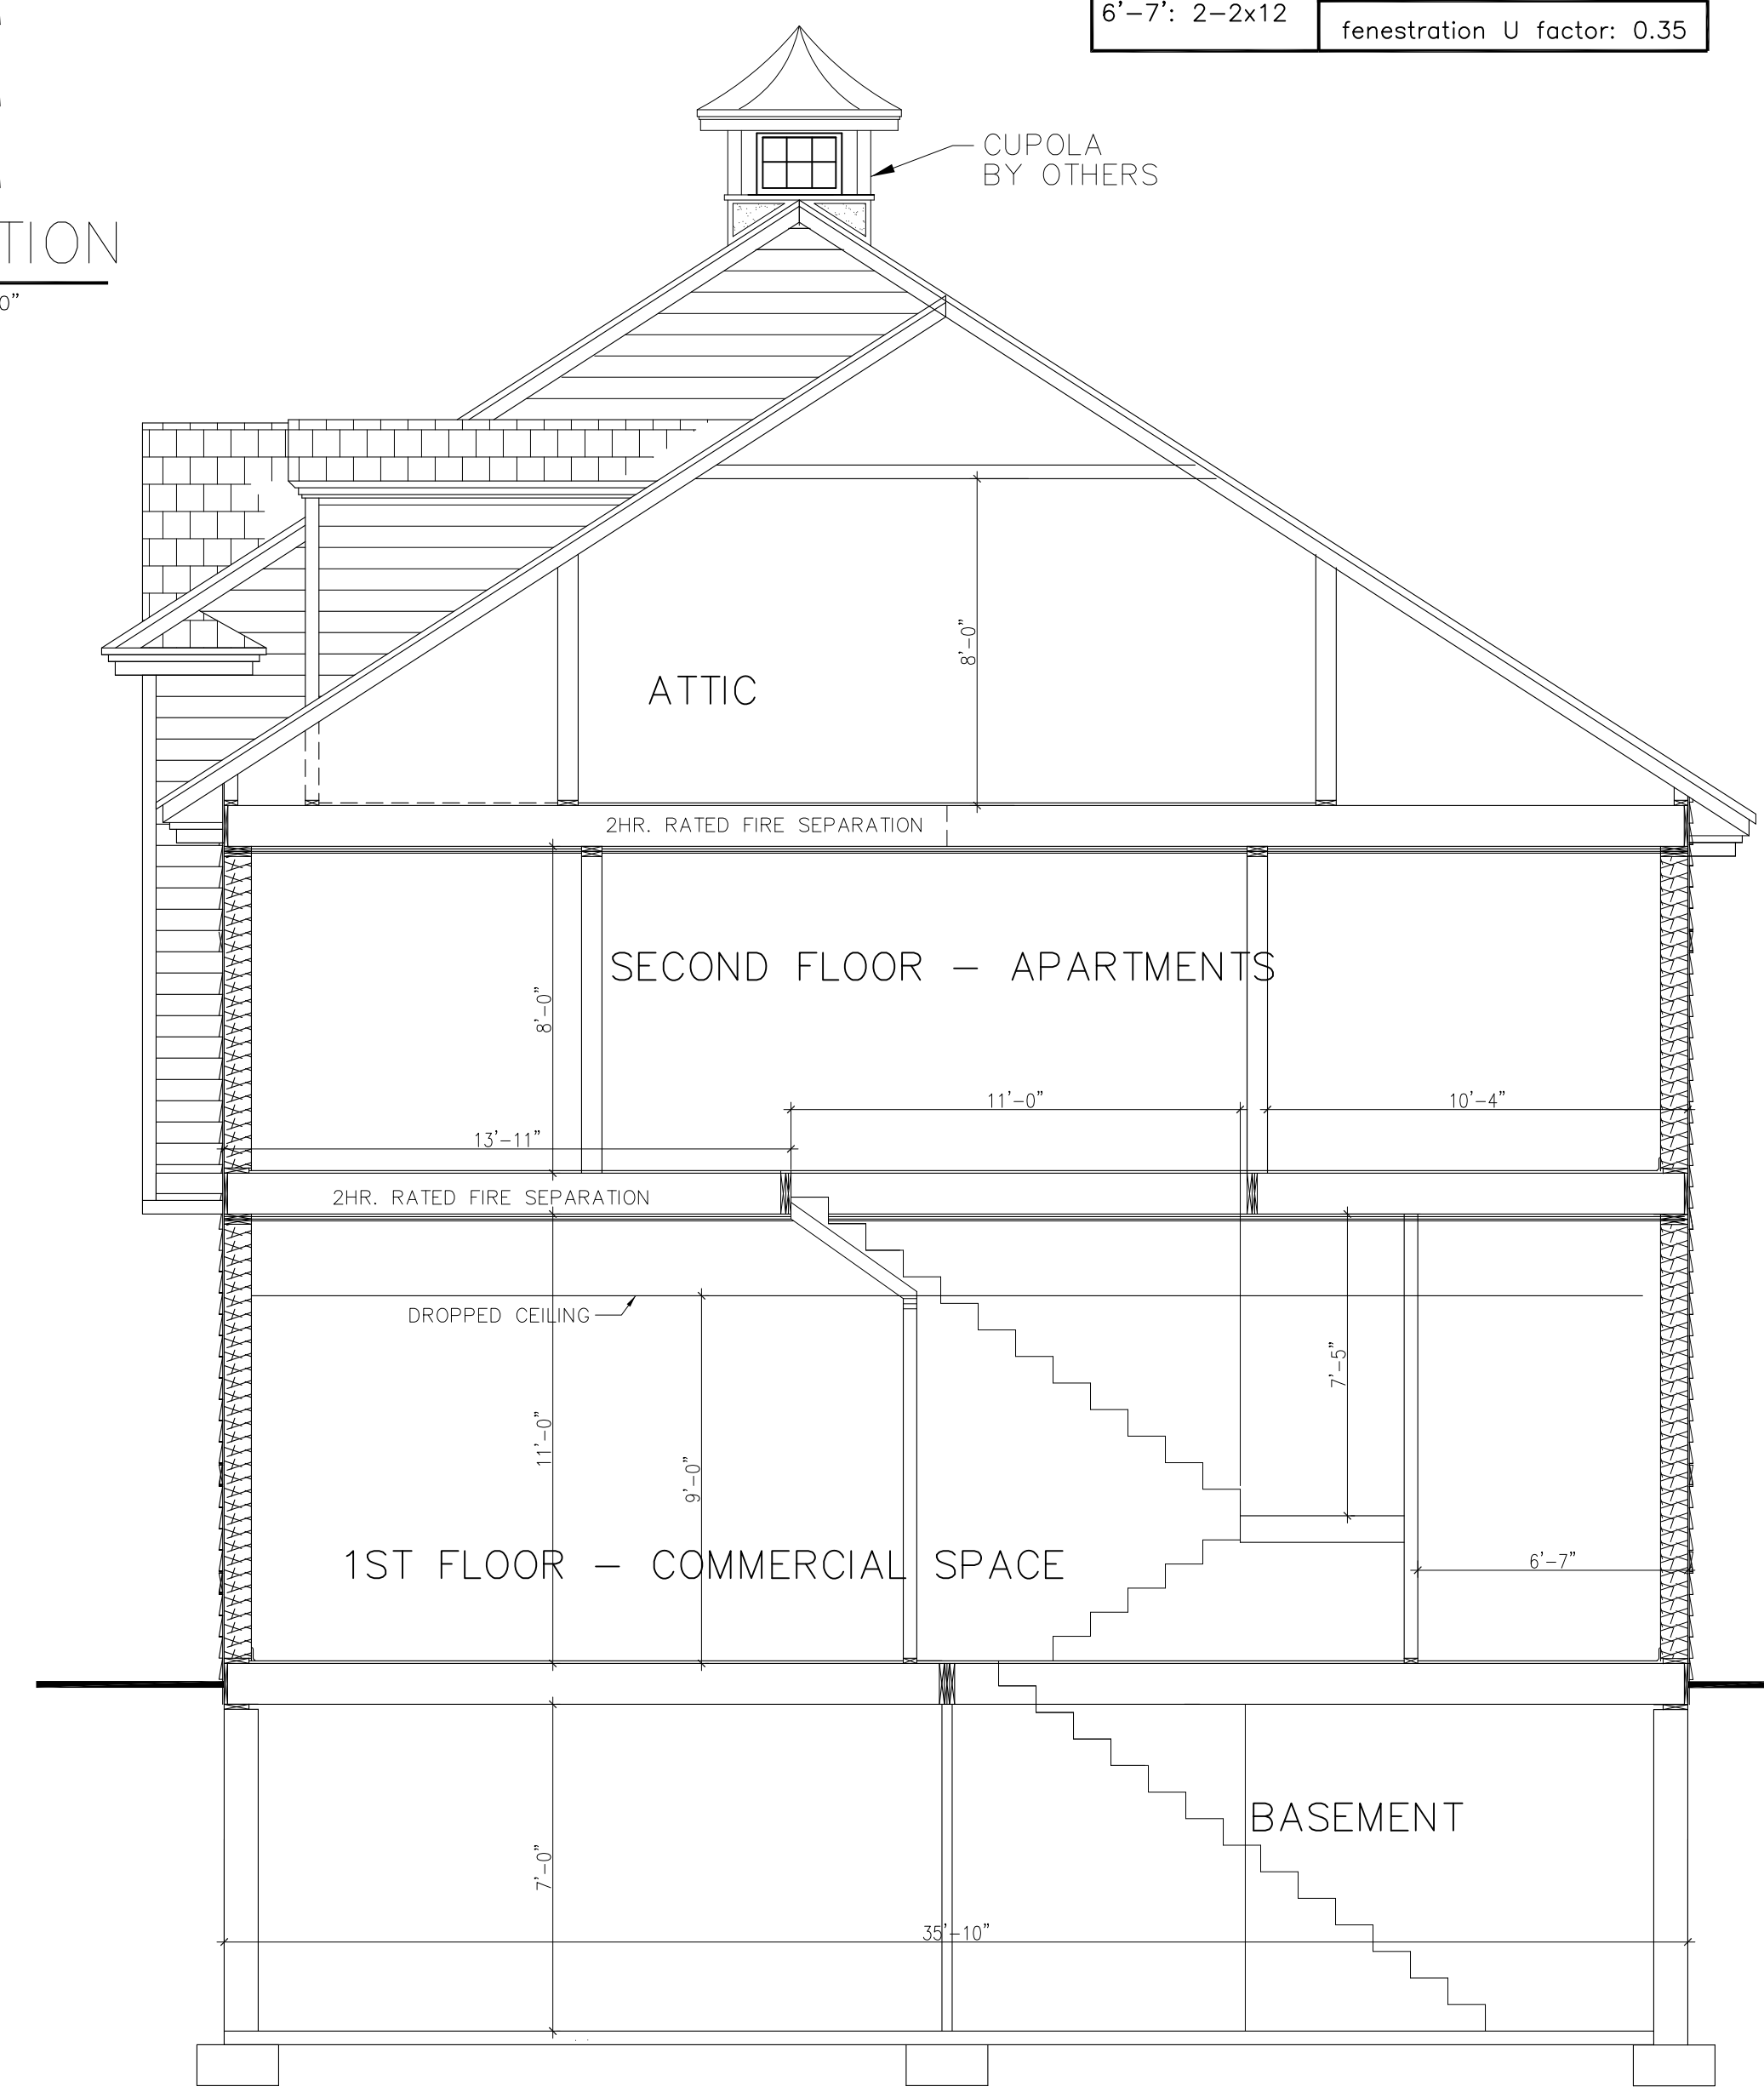 6'-7': 2-2x12
fenestration U factor: 0.35
CUPOLA
BY OTHERS
TION
0"
8'-0"
ATTIC
2HR. RATED FIRE SEPARATION
SECOND FLOOR - APARTMENTS
8'-0"
11'-0"
10'-4"
13'-11"
2HR. RATED FIRE SEPARATION
DROPPED CEILING
7'-5"
11'-0"
9'-0"
1ST FLOOR - COMMERCIAL SPACE
6'-7"
BASEMENT
7'-0"
35'-10"